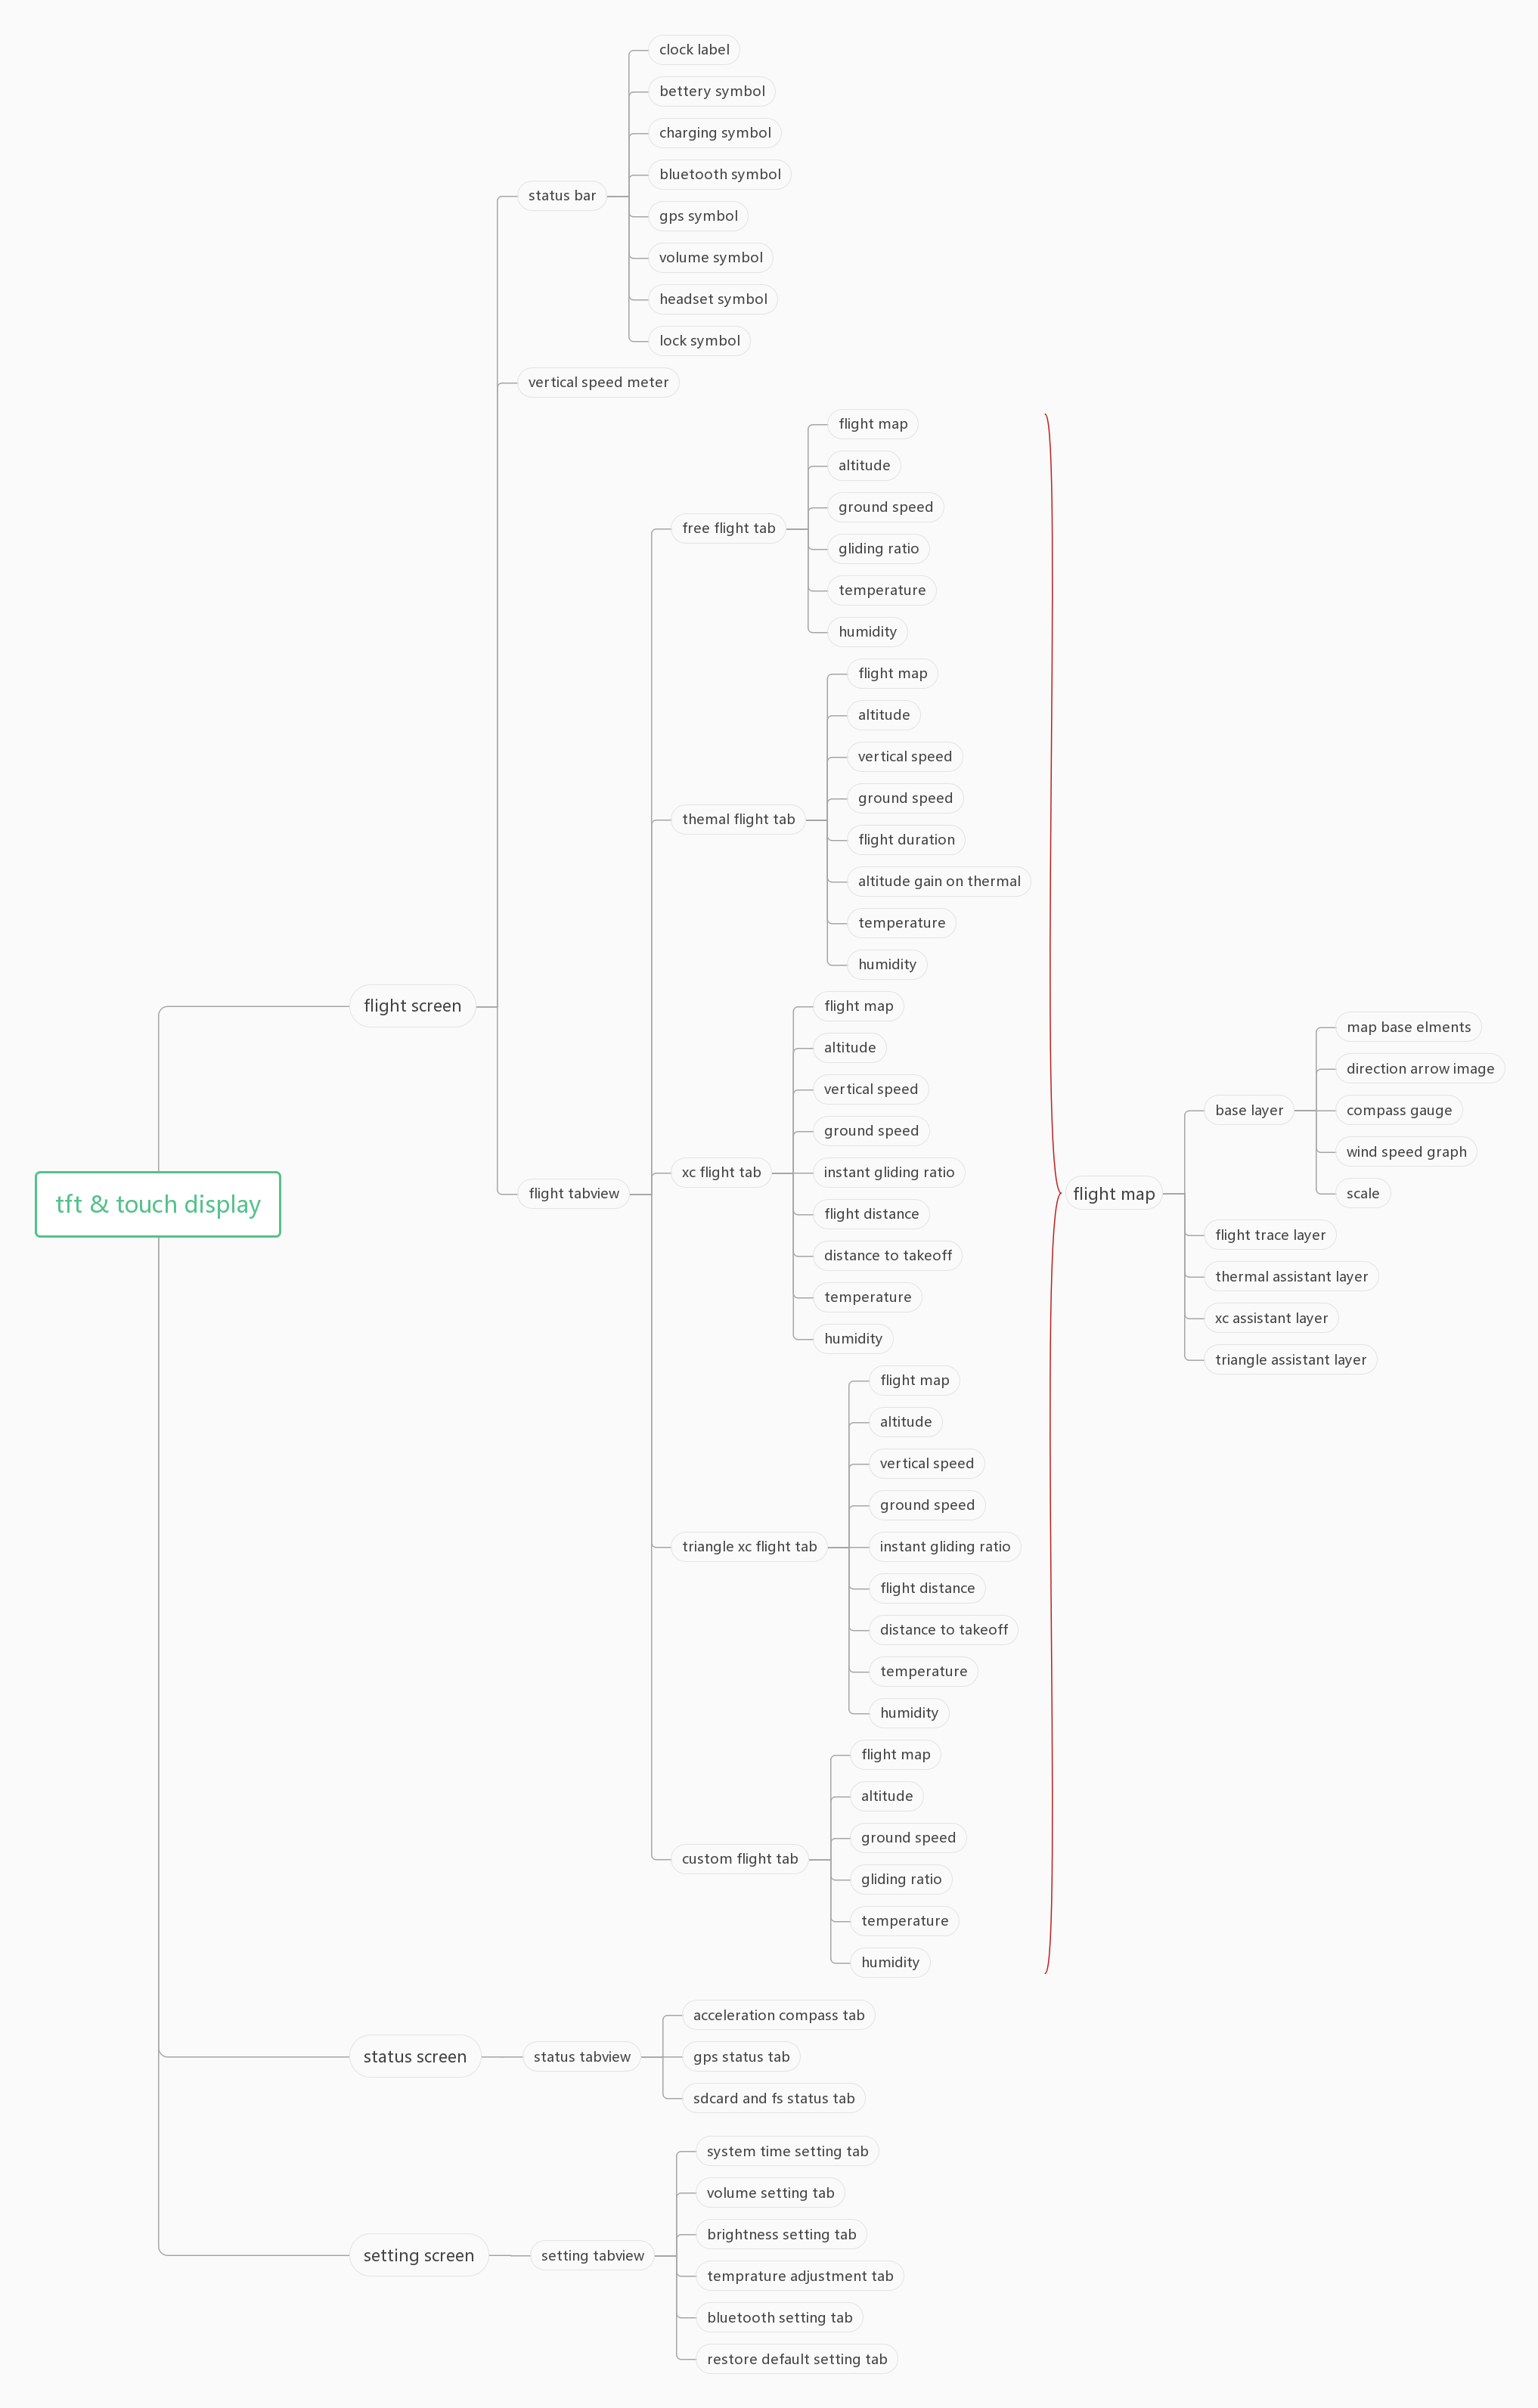 tft & touch display
flight screen
status bar
clock label
bettery symbol
charging symbol
bluetooth symbol
gps symbol
volume symbol
headset symbol
lock symbol
vertical speed meter
flight tabview
free flight tab
flight map
altitude
ground speed
gliding ratio
temperature
humidity
themal flight tab
flight map
altitude
vertical speed
ground speed
flight duration
altitude gain on thermal
temperature
humidity
xc flight tab
flight map
altitude
vertical speed
ground speed
instant gliding ratio
flight distance
distance to takeoff
temperature
humidity
triangle xc flight tab
flight map
altitude
vertical speed
ground speed
instant gliding ratio
flight distance
distance to takeoff
temperature
humidity
custom flight tab
flight map
altitude
ground speed
gliding ratio
temperature
humidity
flight map
base layer
map base elments
direction arrow image
compass gauge
wind speed graph
scale
flight trace layer
thermal assistant layer
xc assistant layer
triangle assistant layer
status screen
status tabview
acceleration compass tab
gps status tab
sdcard and fs status tab
setting screen
setting tabview
system time setting tab
volume setting tab
brightness setting tab
temprature adjustment tab
bluetooth setting tab
restore default setting tab